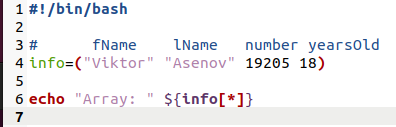 1 #!/bin/bash
2
3 #      fName    lName   number yearsOld
4 info=("Viktor" "Asenov" 19205 18)
5
6 echo "Array: " ${info[*]}
7